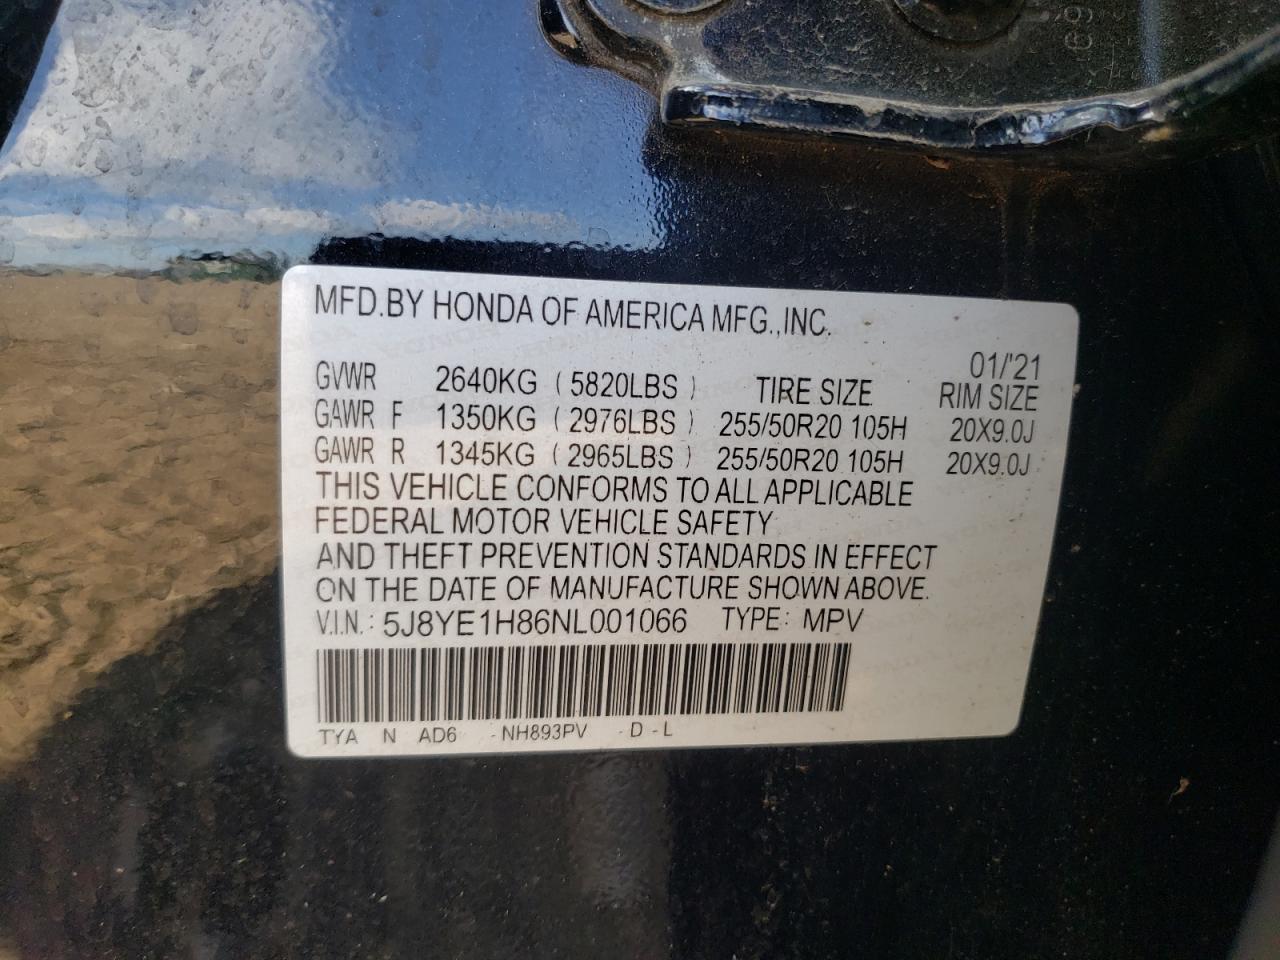 MFD.BY HONDA OF AMERICA MFG.,INC.
01/'21
GVWR 2640KG (5820LBS) TIRE SIZE RIM SIZE
GAWR F 1350KG (2976LBS) 255/50R20 105H 20X9.0J
GAWR R 1345KG (2965LBS) 255/50R20 105H 20X9.0J
THIS VEHICLE CONFORMS TO ALL APPLICABLE
FEDERAL MOTOR VEHICLE SAFETY
AND THEFT PREVENTION STANDARDS IN EFFECT
ON THE DATE OF MANUFACTURE SHOWN ABOVE.
V.I.N.: 5J8YE1H86NL001066 TYPE: MPV
TYA N AD6 -NH893PV -D -L